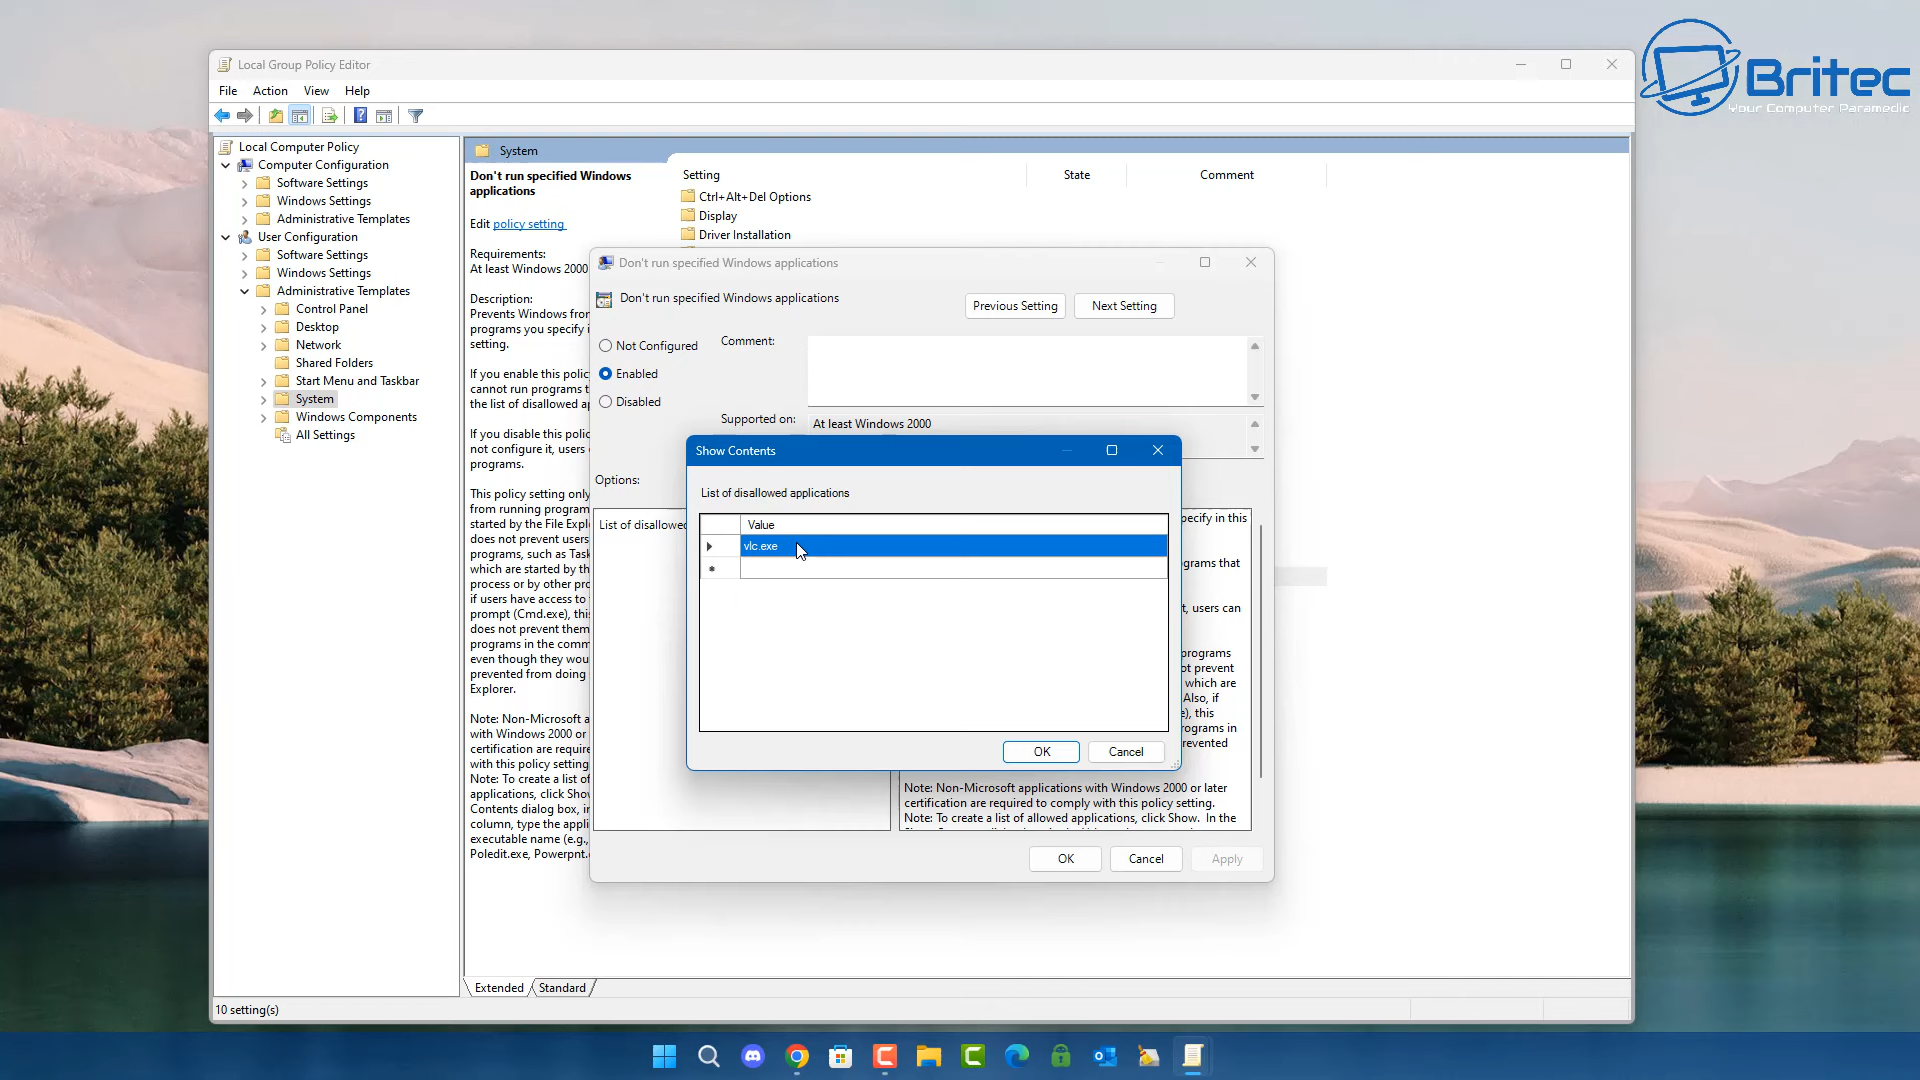 Britec
Your Computer Paramedic
Local Group Policy Editor
File Action View Help
Local Computer Policy
Computer Configuration
Software Settings
Windows Settings
Administrative Templates
User Configuration
Software Settings
Windows Settings
Administrative Templates
Control Panel
Desktop
Network
Shared Folders
Start Menu and Taskbar
System
Windows Components
All Settings
System
Don't run specified Windows
applications
Edit policy setting
Requirements:
At least Windows 2000
Description:
Prevents Windows from
programs you specify i
setting.
If you enable this polic
cannot run programs t
the list of disallowed ap
If you disable this polic
not configure it, users
programs.
This policy setting only
from running program
started by the File Explo
does not prevent users
programs, such as Task
which are started by the
process or by other pro
if users have access to
prompt (Cmd.exe), this
does not prevent them
programs in the comm
even though they wou
prevented from doing
Explorer.
Note: Non-Microsoft a
with Windows 2000 or
certification are require
with this policy setting
Note: To create a list of
applications, click Show
Contents dialog box, in
column, type the appli
executable name (e.g.,
Poledit.exe, Powerpnt.e
Setting State Comment
Ctrl+Alt+Del Options
Display
Driver Installation
Don't run specified Windows applications
Don't run specified Windows applications
Previous Setting Next Setting
Not Configured
Enabled
Disabled
Comment:
Supported on:
At least Windows 2000
Options:
List of disallowed
pecify in this
grams that
t, users can
programs
ot prevent
which are
Also, if
e), this
rograms in
revented
Note: Non-Microsoft applications with Windows 2000 or later
certification are required to comply with this policy setting.
Note: To create a list of allowed applications, click Show. In the
OK Cancel Apply
Show Contents
List of disallowed applications
Value
vlc.exe
OK Cancel
Extended Standard
10 setting(s)